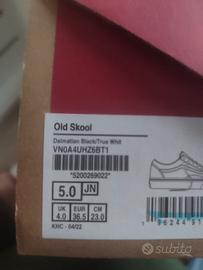 Old Skool
Dalmatian Black/True Whit
VN0A4UHZ6BT1
*5200269022*
5.0 JN
UK EUR CM
4.0 36.5 23.0
KHC - 04/22
subito